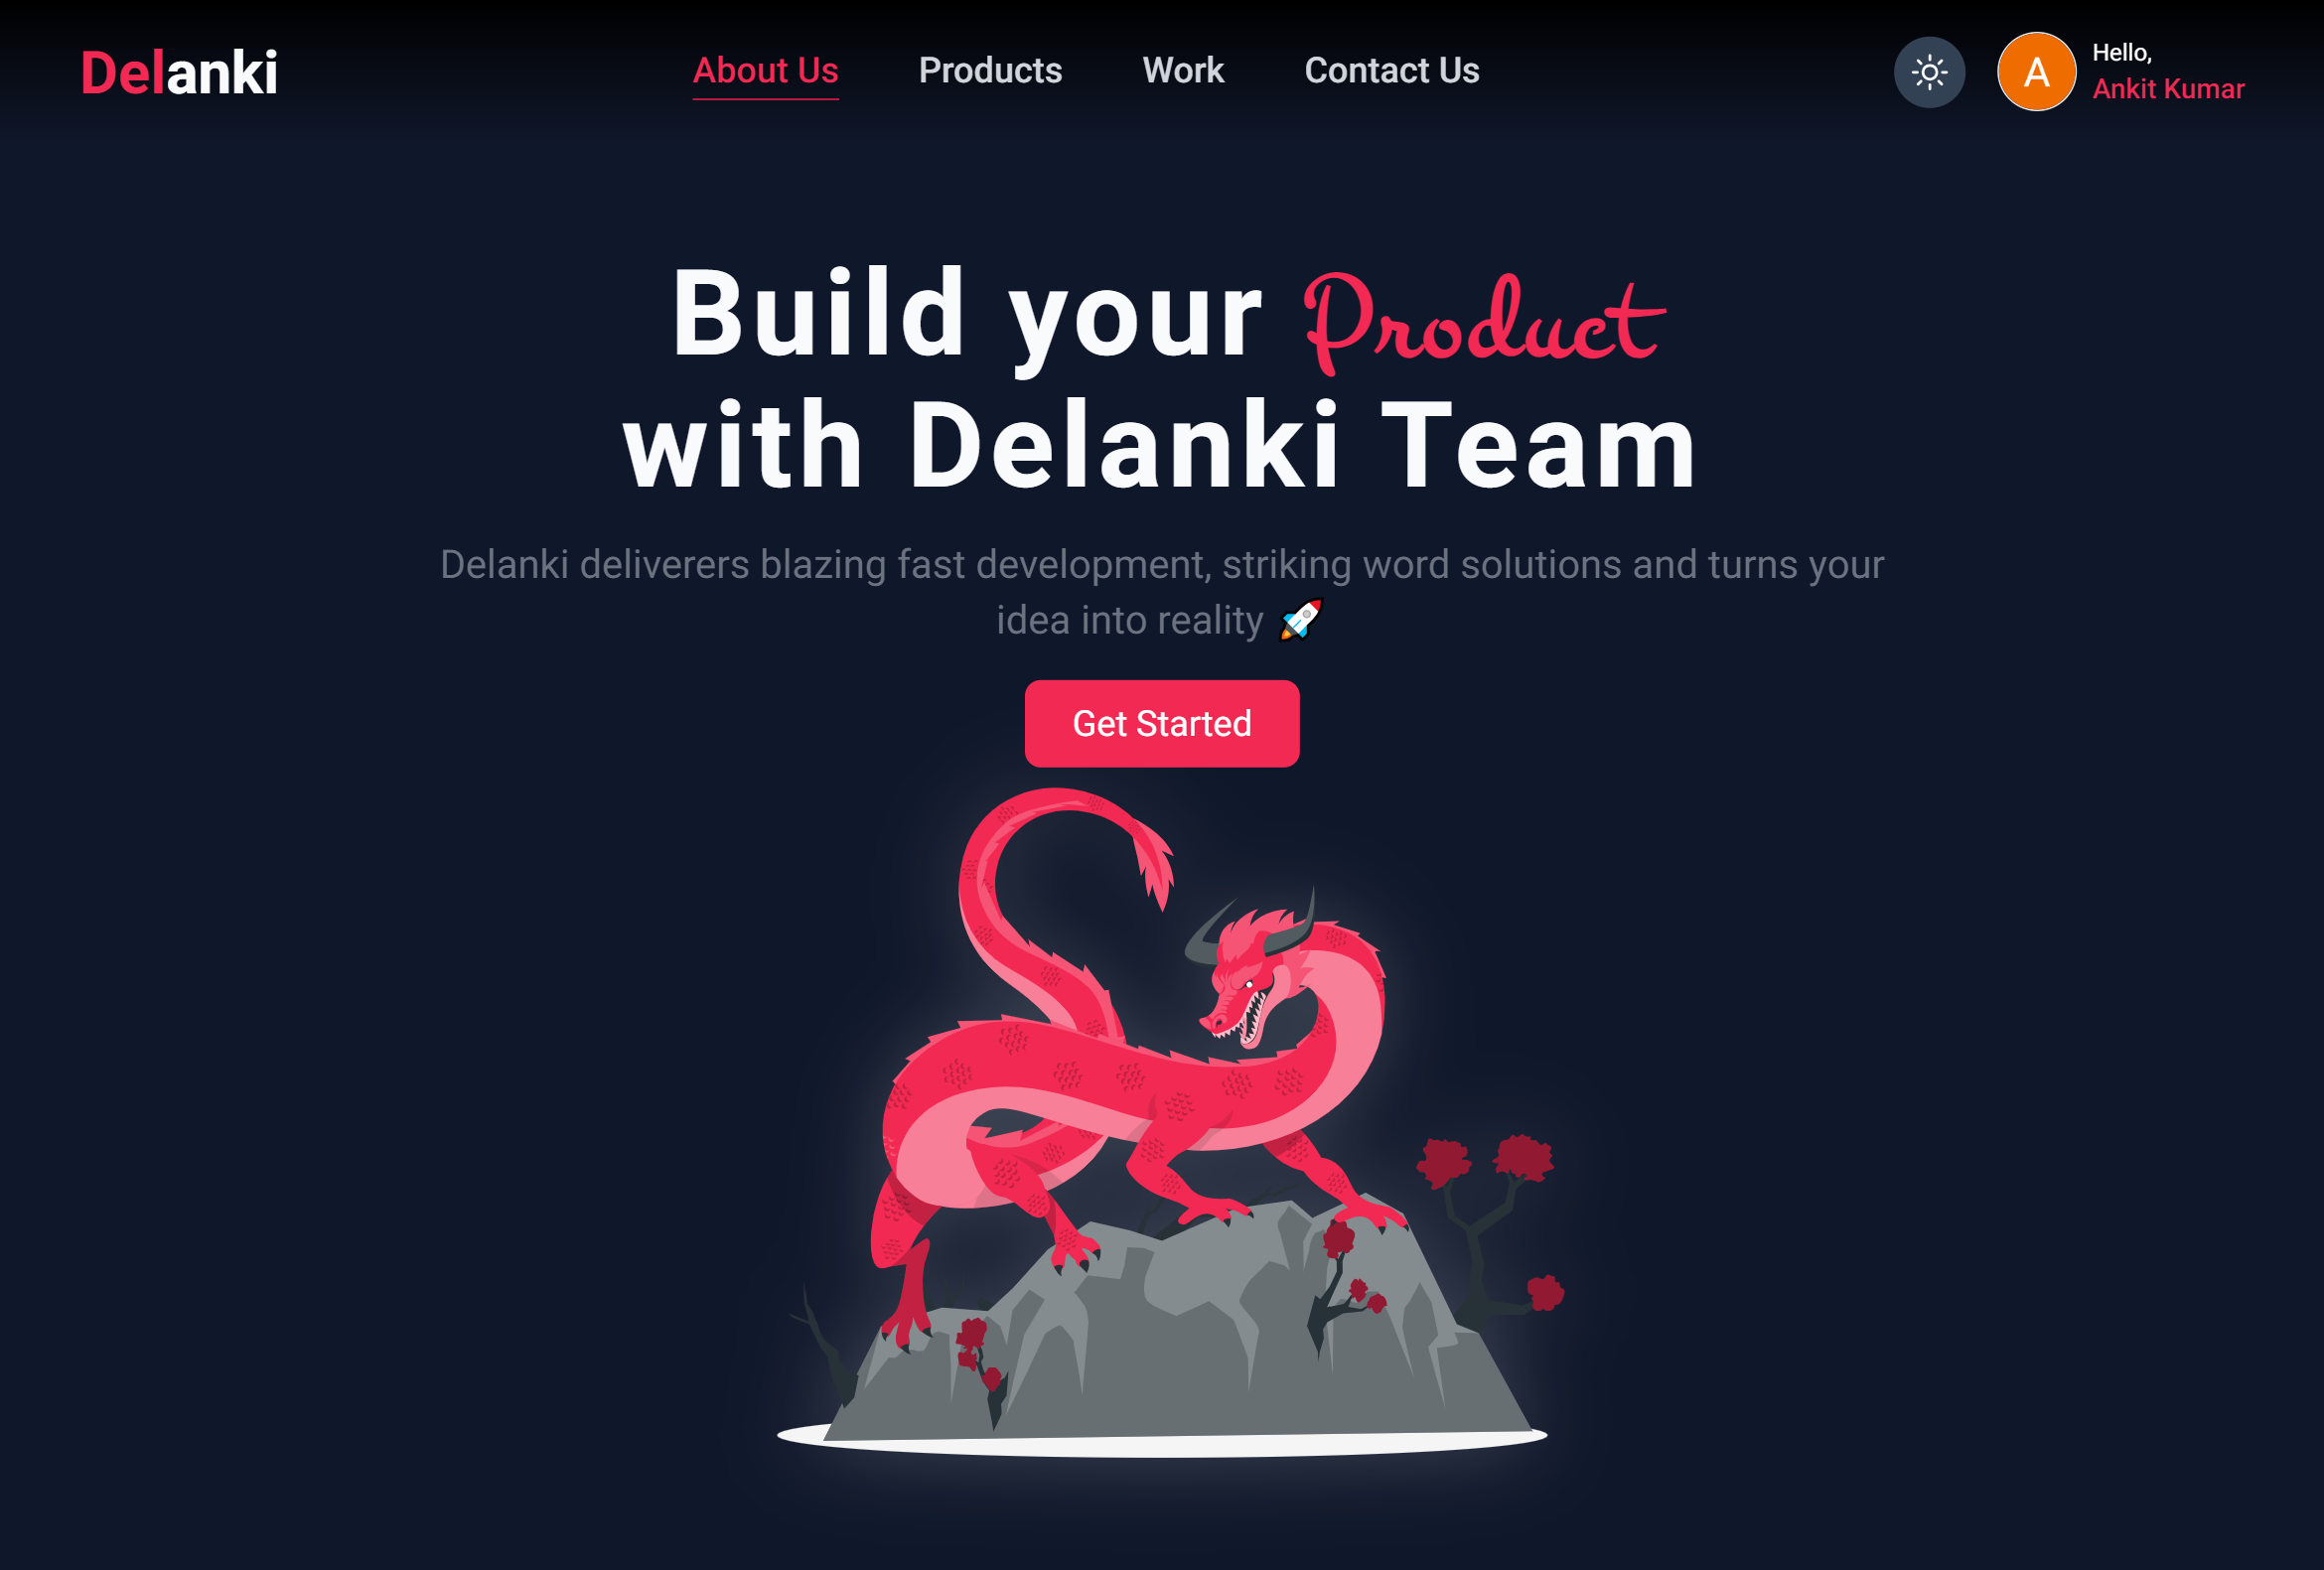 Delanki
About Us
Products
Work
Contact Us
A
Hello,
Ankit Kumar
Build your Product
with Delanki Team
Delanki deliverers blazing fast development, striking word solutions and turns your
idea into reality 🚀
Get Started